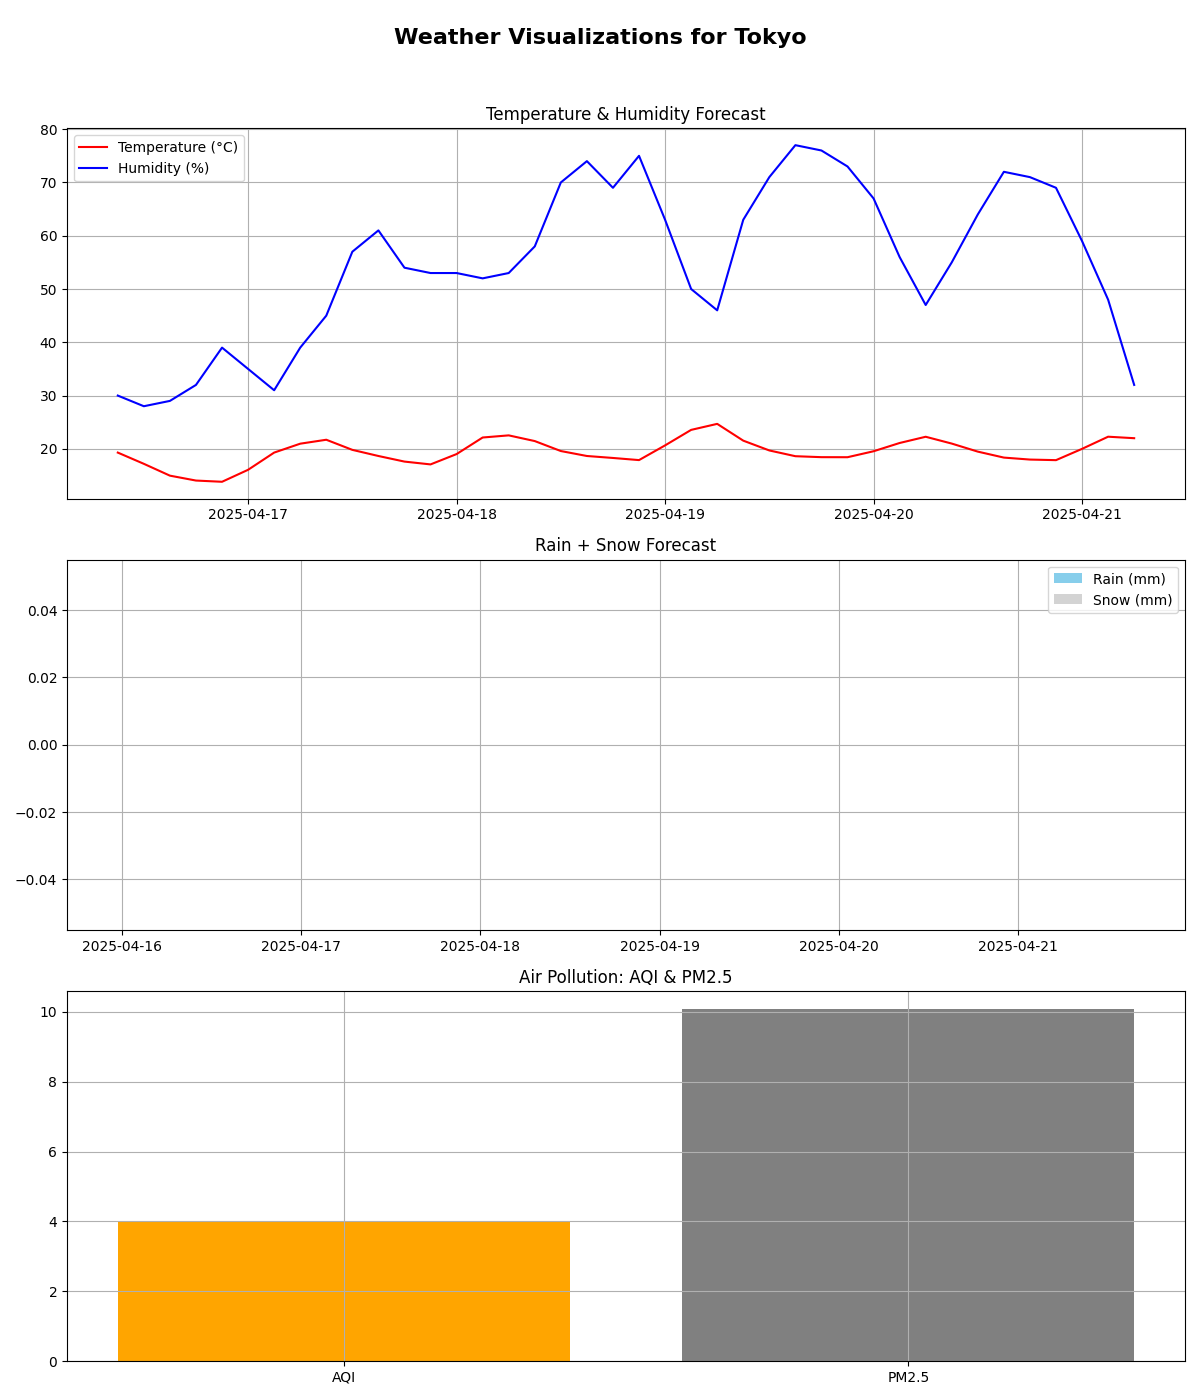 Weather Visualizations for Tokyo
Temperature & Humidity Forecast
Temperature (°C)
Humidity (%)
80
70
60
50
40
30
20
2025-04-17 2025-04-18 2025-04-19 2025-04-20 2025-04-21
Rain + Snow Forecast
Rain (mm)
Snow (mm)
0.04
0.02
0.00
−0.02
−0.04
2025-04-16 2025-04-17 2025-04-18 2025-04-19 2025-04-20 2025-04-21
Air Pollution: AQI & PM2.5
10
8
6
4
2
0
AQI PM2.5